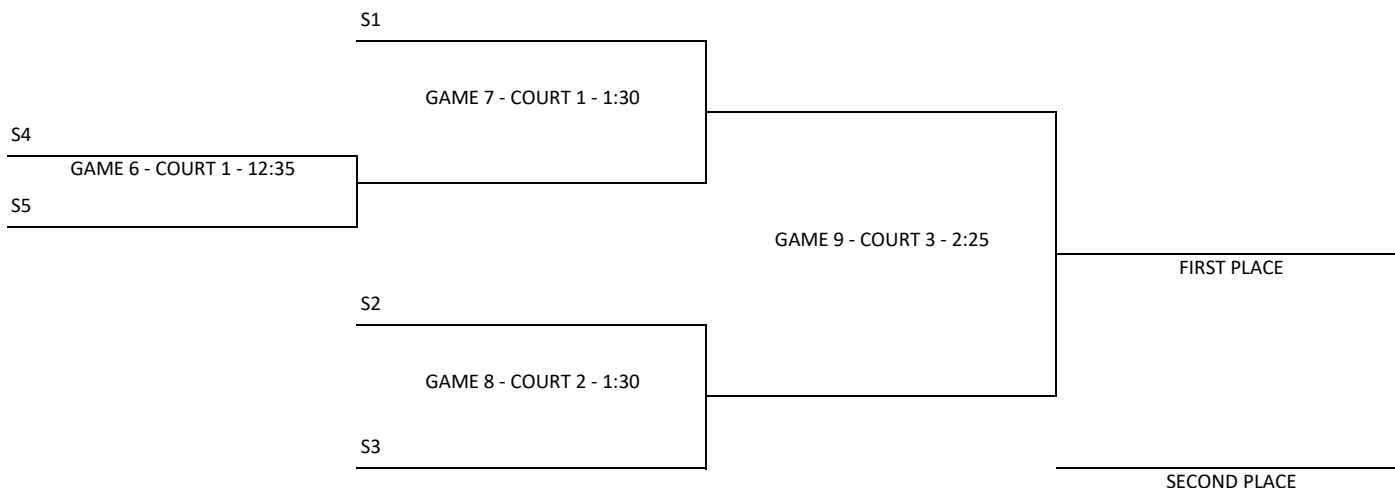 S1
GAME 7 - COURT 1 - 1:30
S4
GAME 6 - COURT 1 - 12:35
S5
GAME 9 - COURT 3 - 2:25
FIRST PLACE
S2
GAME 8 - COURT 2 - 1:30
S3
SECOND PLACE